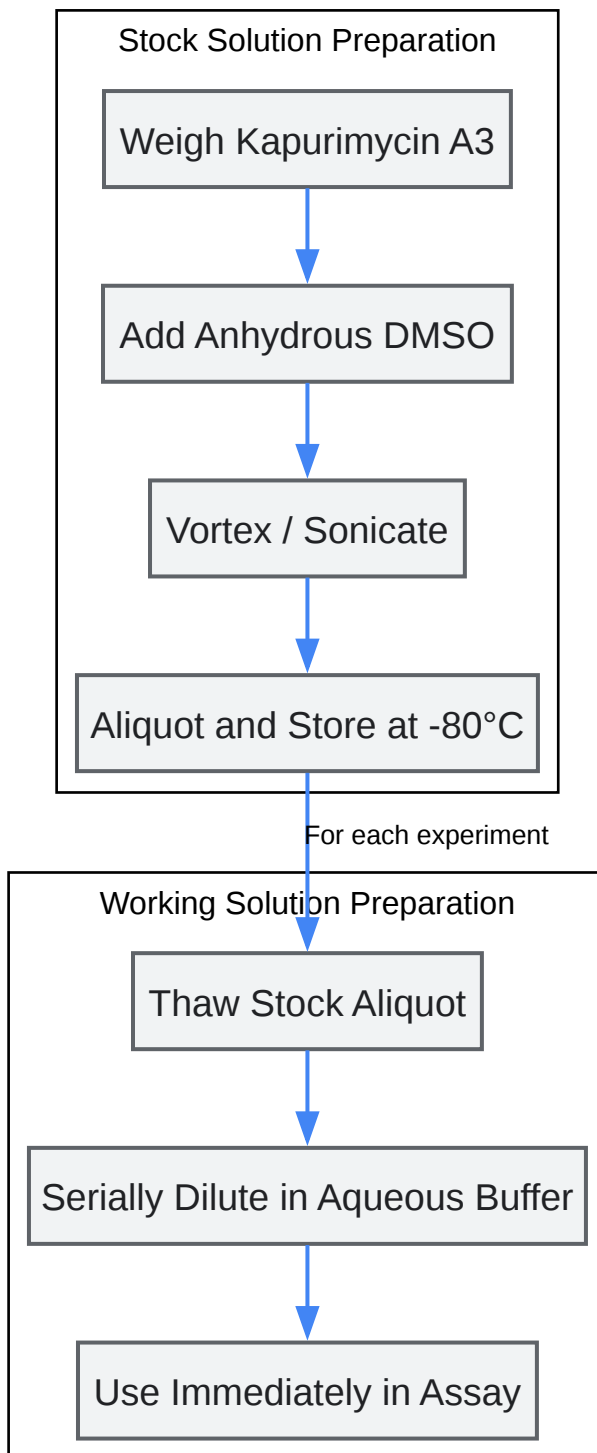 Stock Solution Preparation
Weigh Kapurimycin A3
Add Anhydrous DMSO
Vortex / Sonicate
Aliquot and Store at -80°C
For each experiment
Working Solution Preparation
Thaw Stock Aliquot
Serially Dilute in Aqueous Buffer
Use Immediately in Assay